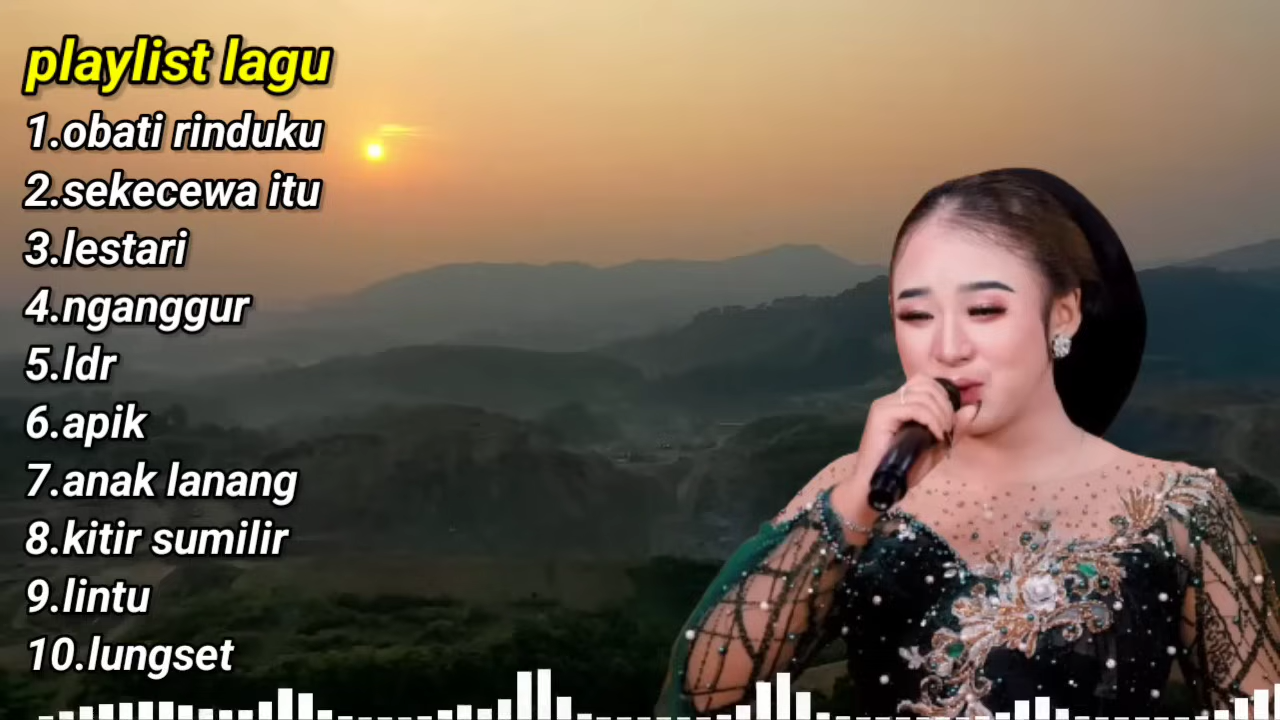 playlist lagu
1.obati rinduku
2.sekecewa itu
3.lestari
4.nganggur
5.ldr
6.apik
7.anak lanang
8.kitir sumilir
9.lintu
10.lungset